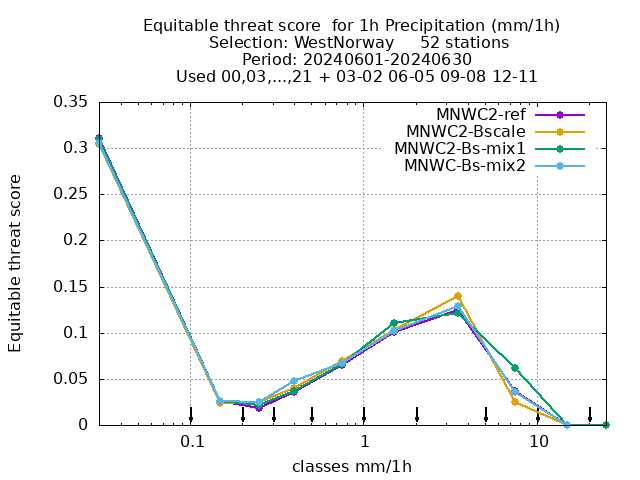 Equitable threat score  for 1h Precipitation (mm/1h)
Selection: WestNorway     52 stations
Period: 20240601-20240630
Used 00,03,...,21 + 03-02 06-05 09-08 12-11
MNWC2-ref
MNWC2-Bscale
MNWC2-Bs-mix1
MNWC-Bs-mix2
Equitable threat score
0.35
0.3
0.25
0.2
0.15
0.1
0.05
0
0.1 1 10
classes mm/1h